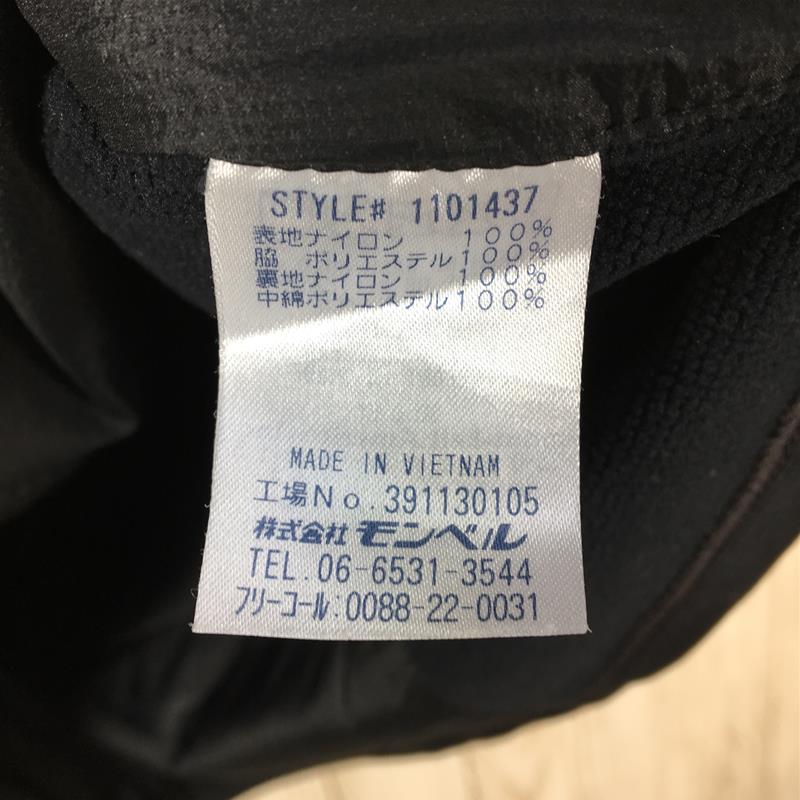 STYLE# 1101437
表地ナイロン 100%
脇 ポリエステル100%
裏地ナイロン 100%
中綿ポリエステル100%
MADE IN VIETNAM
工場No.391130105
株式会社 モンベル
TEL.06-6531-3544
フリーコール:0088-22-0031